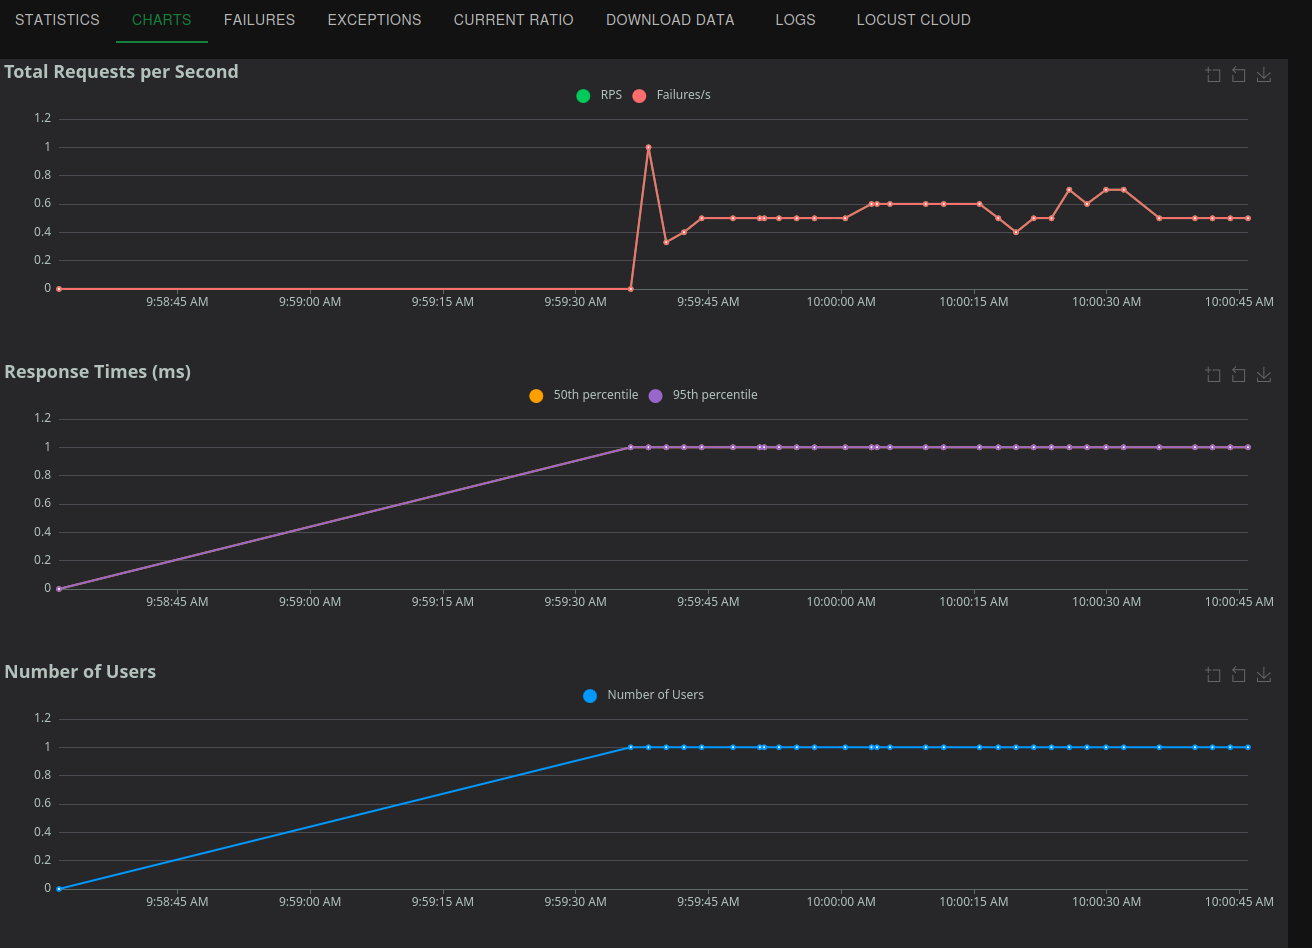 STATISTICS CHARTS FAILURES EXCEPTIONS CURRENT RATIO DOWNLOAD DATA LOGS LOCUST CLOUD
Total Requests per Second
RPS Failures/s
1.2
1
0.8
0.6
0.4
0.2
0
9:58:45 AM 9:59:00 AM 9:59:15 AM 9:59:30 AM 9:59:45 AM 10:00:00 AM 10:00:15 AM 10:00:30 AM 10:00:45 AM
Response Times (ms)
50th percentile 95th percentile
1.2
1
0.8
0.6
0.4
0.2
0
9:58:45 AM 9:59:00 AM 9:59:15 AM 9:59:30 AM 9:59:45 AM 10:00:00 AM 10:00:15 AM 10:00:30 AM 10:00:45 AM
Number of Users
Number of Users
1.2
1
0.8
0.6
0.4
0.2
0
9:58:45 AM 9:59:00 AM 9:59:15 AM 9:59:30 AM 9:59:45 AM 10:00:00 AM 10:00:15 AM 10:00:30 AM 10:00:45 AM